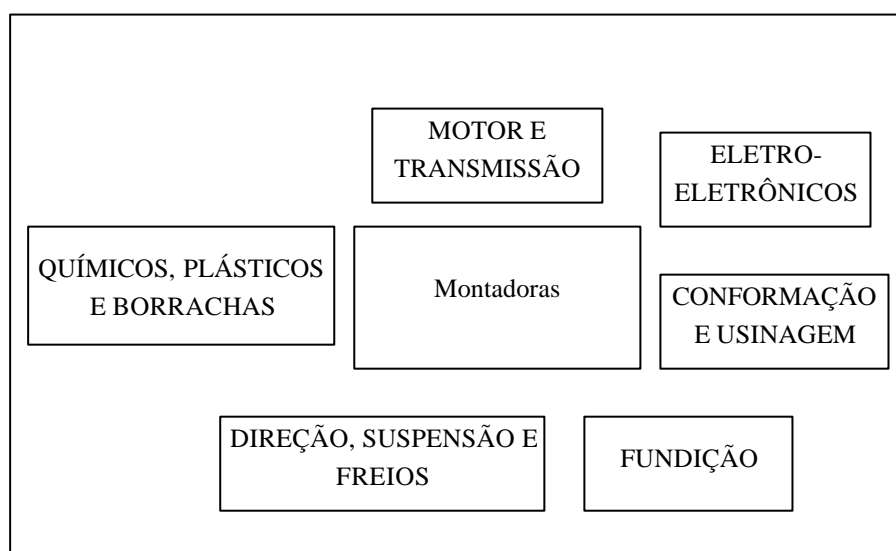 MOTOR E
TRANSMISSÃO
ELETRO-
ELETRÔNICOS
QUÍMICOS, PLÁSTICOS
E BORRACHAS
Montadoras
CONFORMAÇÃO
E USINAGEM
DIREÇÃO, SUSPENSÃO E
FREIOS
FUNDIÇÃO